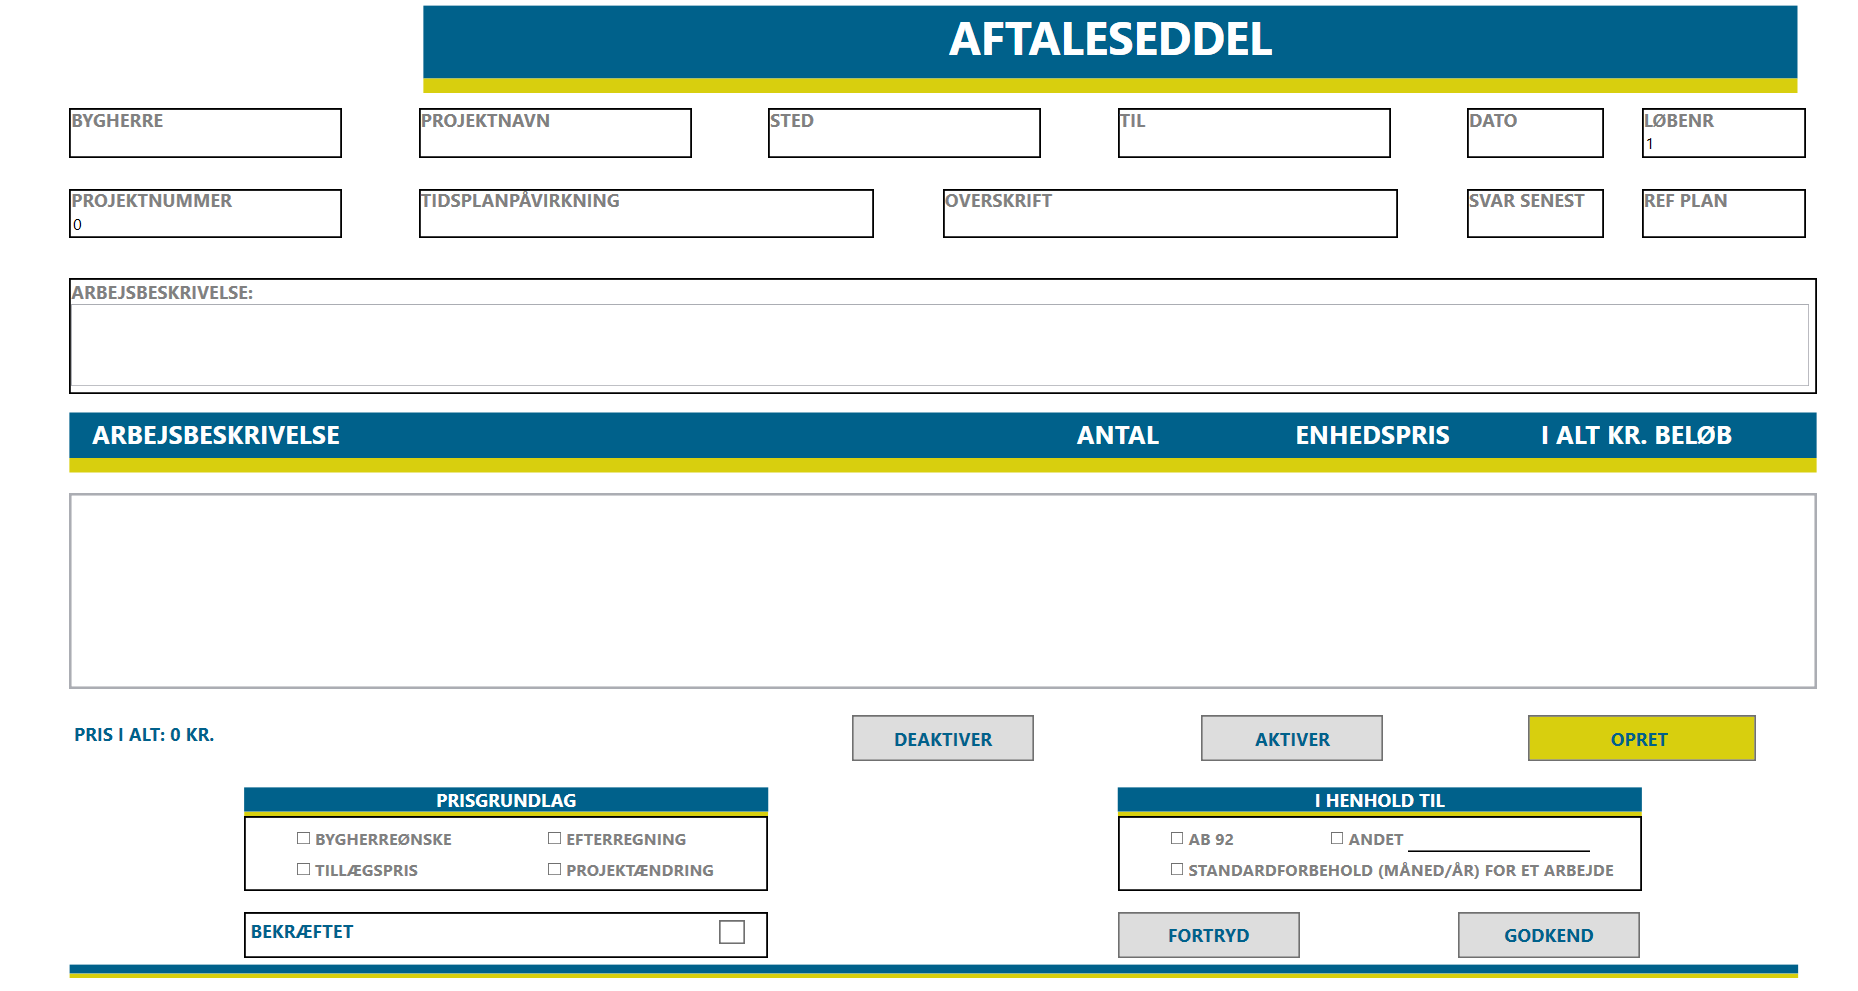 AFTALESEDDEL
BYGHERRE PROJEKTNAVN STED TIL DATO LØBENR
1
PROJEKTNUMMER TIDSPLANPÅVIRKNING OVERSKRIFT SVAR SENEST REF PLAN
0
ARBEJSBESKRIVELSE:
ARBEJSBESKRIVELSE ANTAL ENHEDSPRIS I ALT KR. BELØB
PRIS I ALT: 0 KR. DEAKTIVER AKTIVER OPRET
PRISGRUNDLAG I HENHOLD TIL
BYGHERREØNSKE EFTERREGNING AB 92 ANDET
TILLÆGSPRIS PROJEKTÆNDRING STANDARDFORBEHOLD (MÅNED/ÅR) FOR ET ARBEJDE
BEKRÆFTET FORTRYD GODKEND